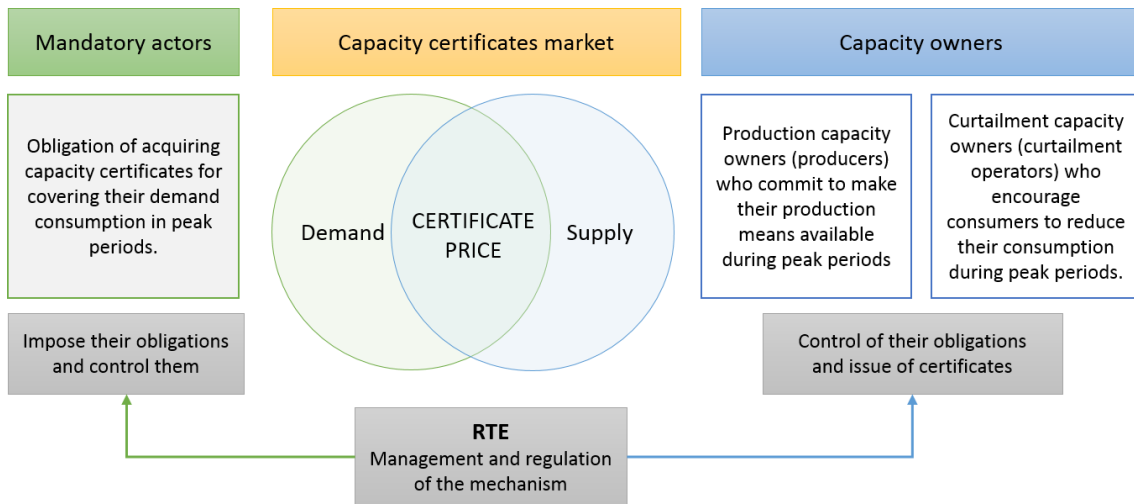 Mandatory actors
Capacity certificates market
Capacity owners
Obligation of acquiring
capacity certificates for
covering their demand
consumption in peak
periods.
Demand
CERTIFICATE
PRICE
Supply
Production capacity
owners (producers)
who commit to make
their production
means available
during peak periods
Curtailment capacity
owners (curtailment
operators) who
encourage
consumers to reduce
their consumption
during peak periods.
Impose their obligations
and control them
Control of their obligations
and issue of certificates
RTE
Management and regulation
of the mechanism